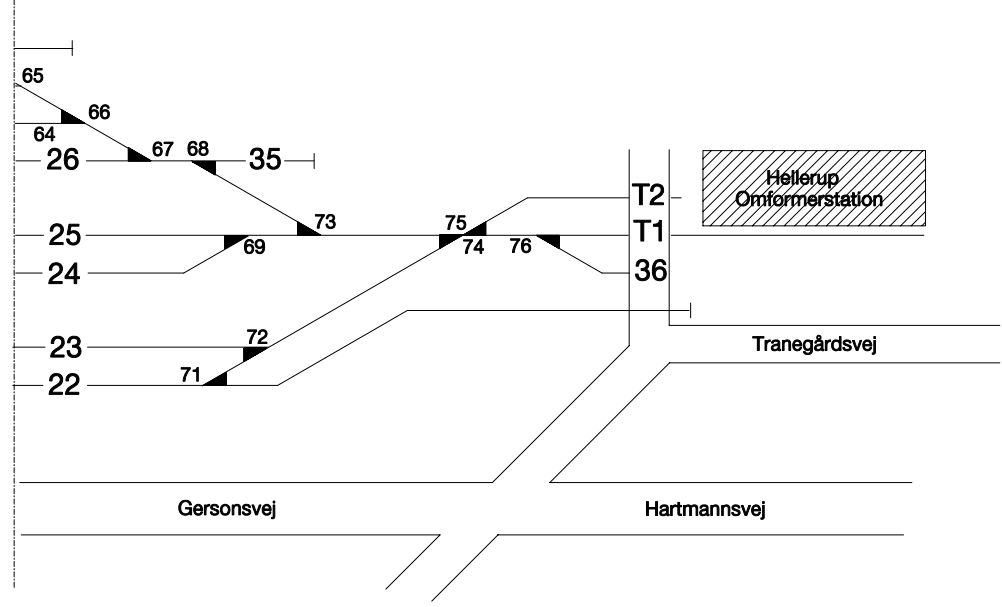 65
66
64
67
68
26
35
Hellerup
Omformerstation
T2
73
75
25
T1
69
74
76
24
36
72
23
Tranegårdsvej
71
22
Gersonsvej
Hartmannsvej